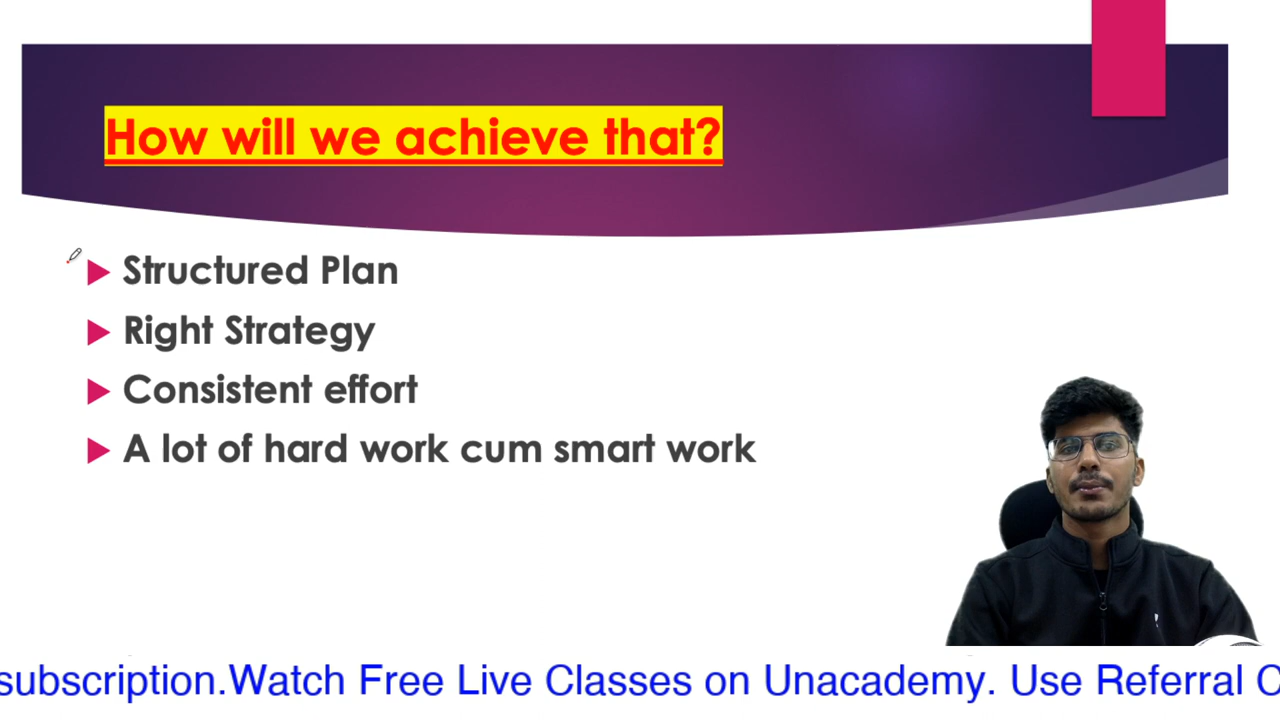 How will we achieve that?
Structured Plan
Right Strategy
Consistent effort
A lot of hard work cum smart work
subscription.Watch Free Live Classes on Unacademy. Use Referral C